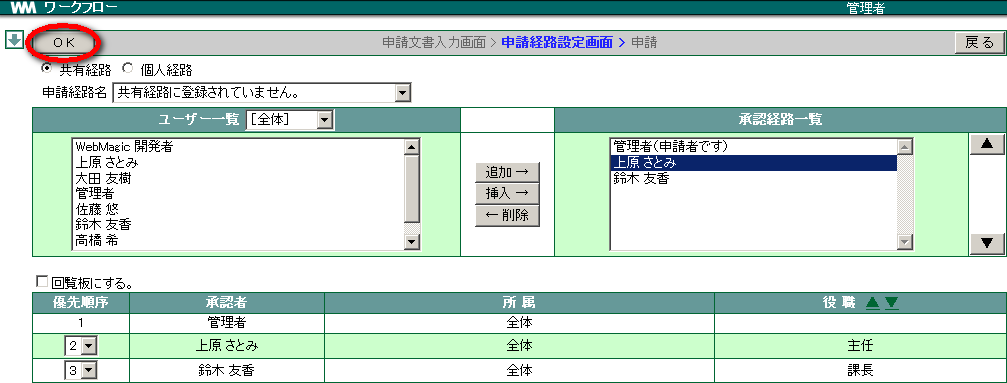 WM ワークフロー 管理者
OK 申請文書入力画面 > 申請経路設定画面 > 申請 戻る
共有経路 個人経路
申請経路名 共有経路に登録されていません。
ユーザー一覧 [全体] 承認経路一覧
WebMagic 開発者
上原 さとみ
大田 友樹
管理者
佐藤 悠
鈴木 友香
高橋 希
追加→
挿入→
←削除
管理者(申請者です)
上原 さとみ
鈴木 友香
▲
▼
回覧板にする。
優先順序 承認者 所属 役職 ▲▼
1 管理者 全体
2 上原 さとみ 全体 主任
3 鈴木 友香 全体 課長